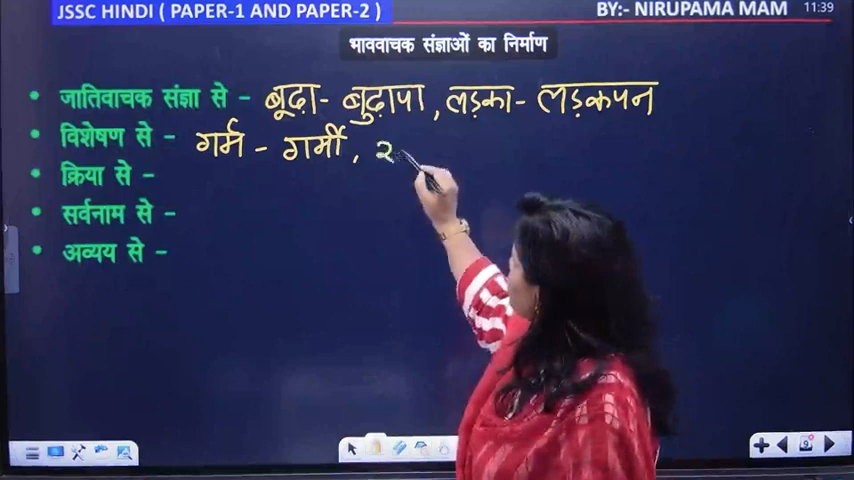 JSSC HINDI ( PAPER-1 AND PAPER-2 )
BY:- NIRUPAMA MAM
11:39
भाववाचक संज्ञाओं का निर्माण
• जातिवाचक संज्ञा से – बूढ़ा - बुढ़ापा, लड़का - लड़कपन
• विशेषण से – गर्म - गर्मी,
• क्रिया से –
• सर्वनाम से –
• अव्यय से –